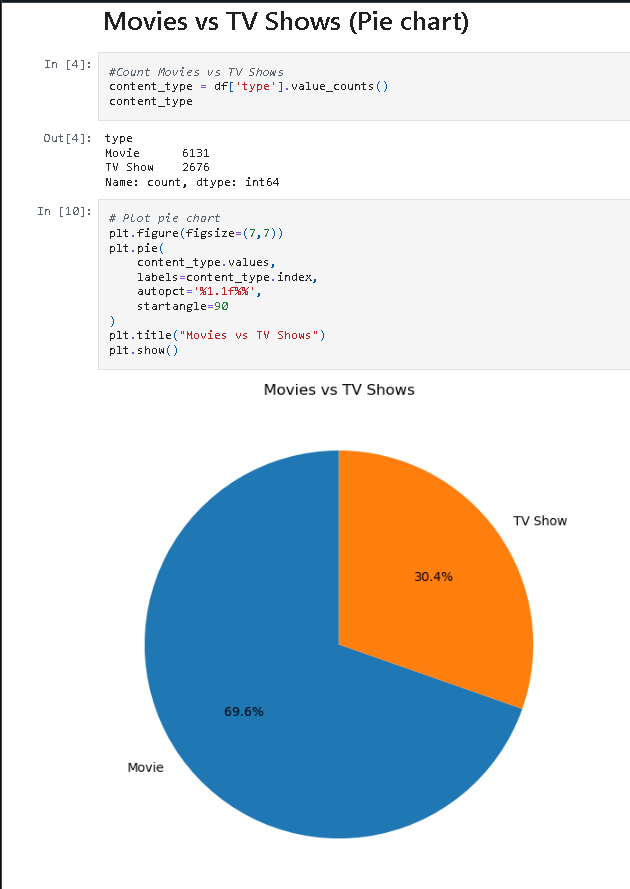 Movies vs TV Shows (Pie chart)
In [4]:
#Count Movies vs TV Shows
content_type = df['type'].value_counts()
content_type
Out[4]:
type
Movie      6131
TV Show    2676
Name: count, dtype: int64
In [10]:
# Plot pie chart
plt.figure(figsize=(7,7))
plt.pie(
    content_type.values,
    labels=content_type.index,
    autopct='%1.1f%%',
    startangle=90
)
plt.title("Movies vs TV Shows")
plt.show()
Movies vs TV Shows
TV Show
30.4%
69.6%
Movie